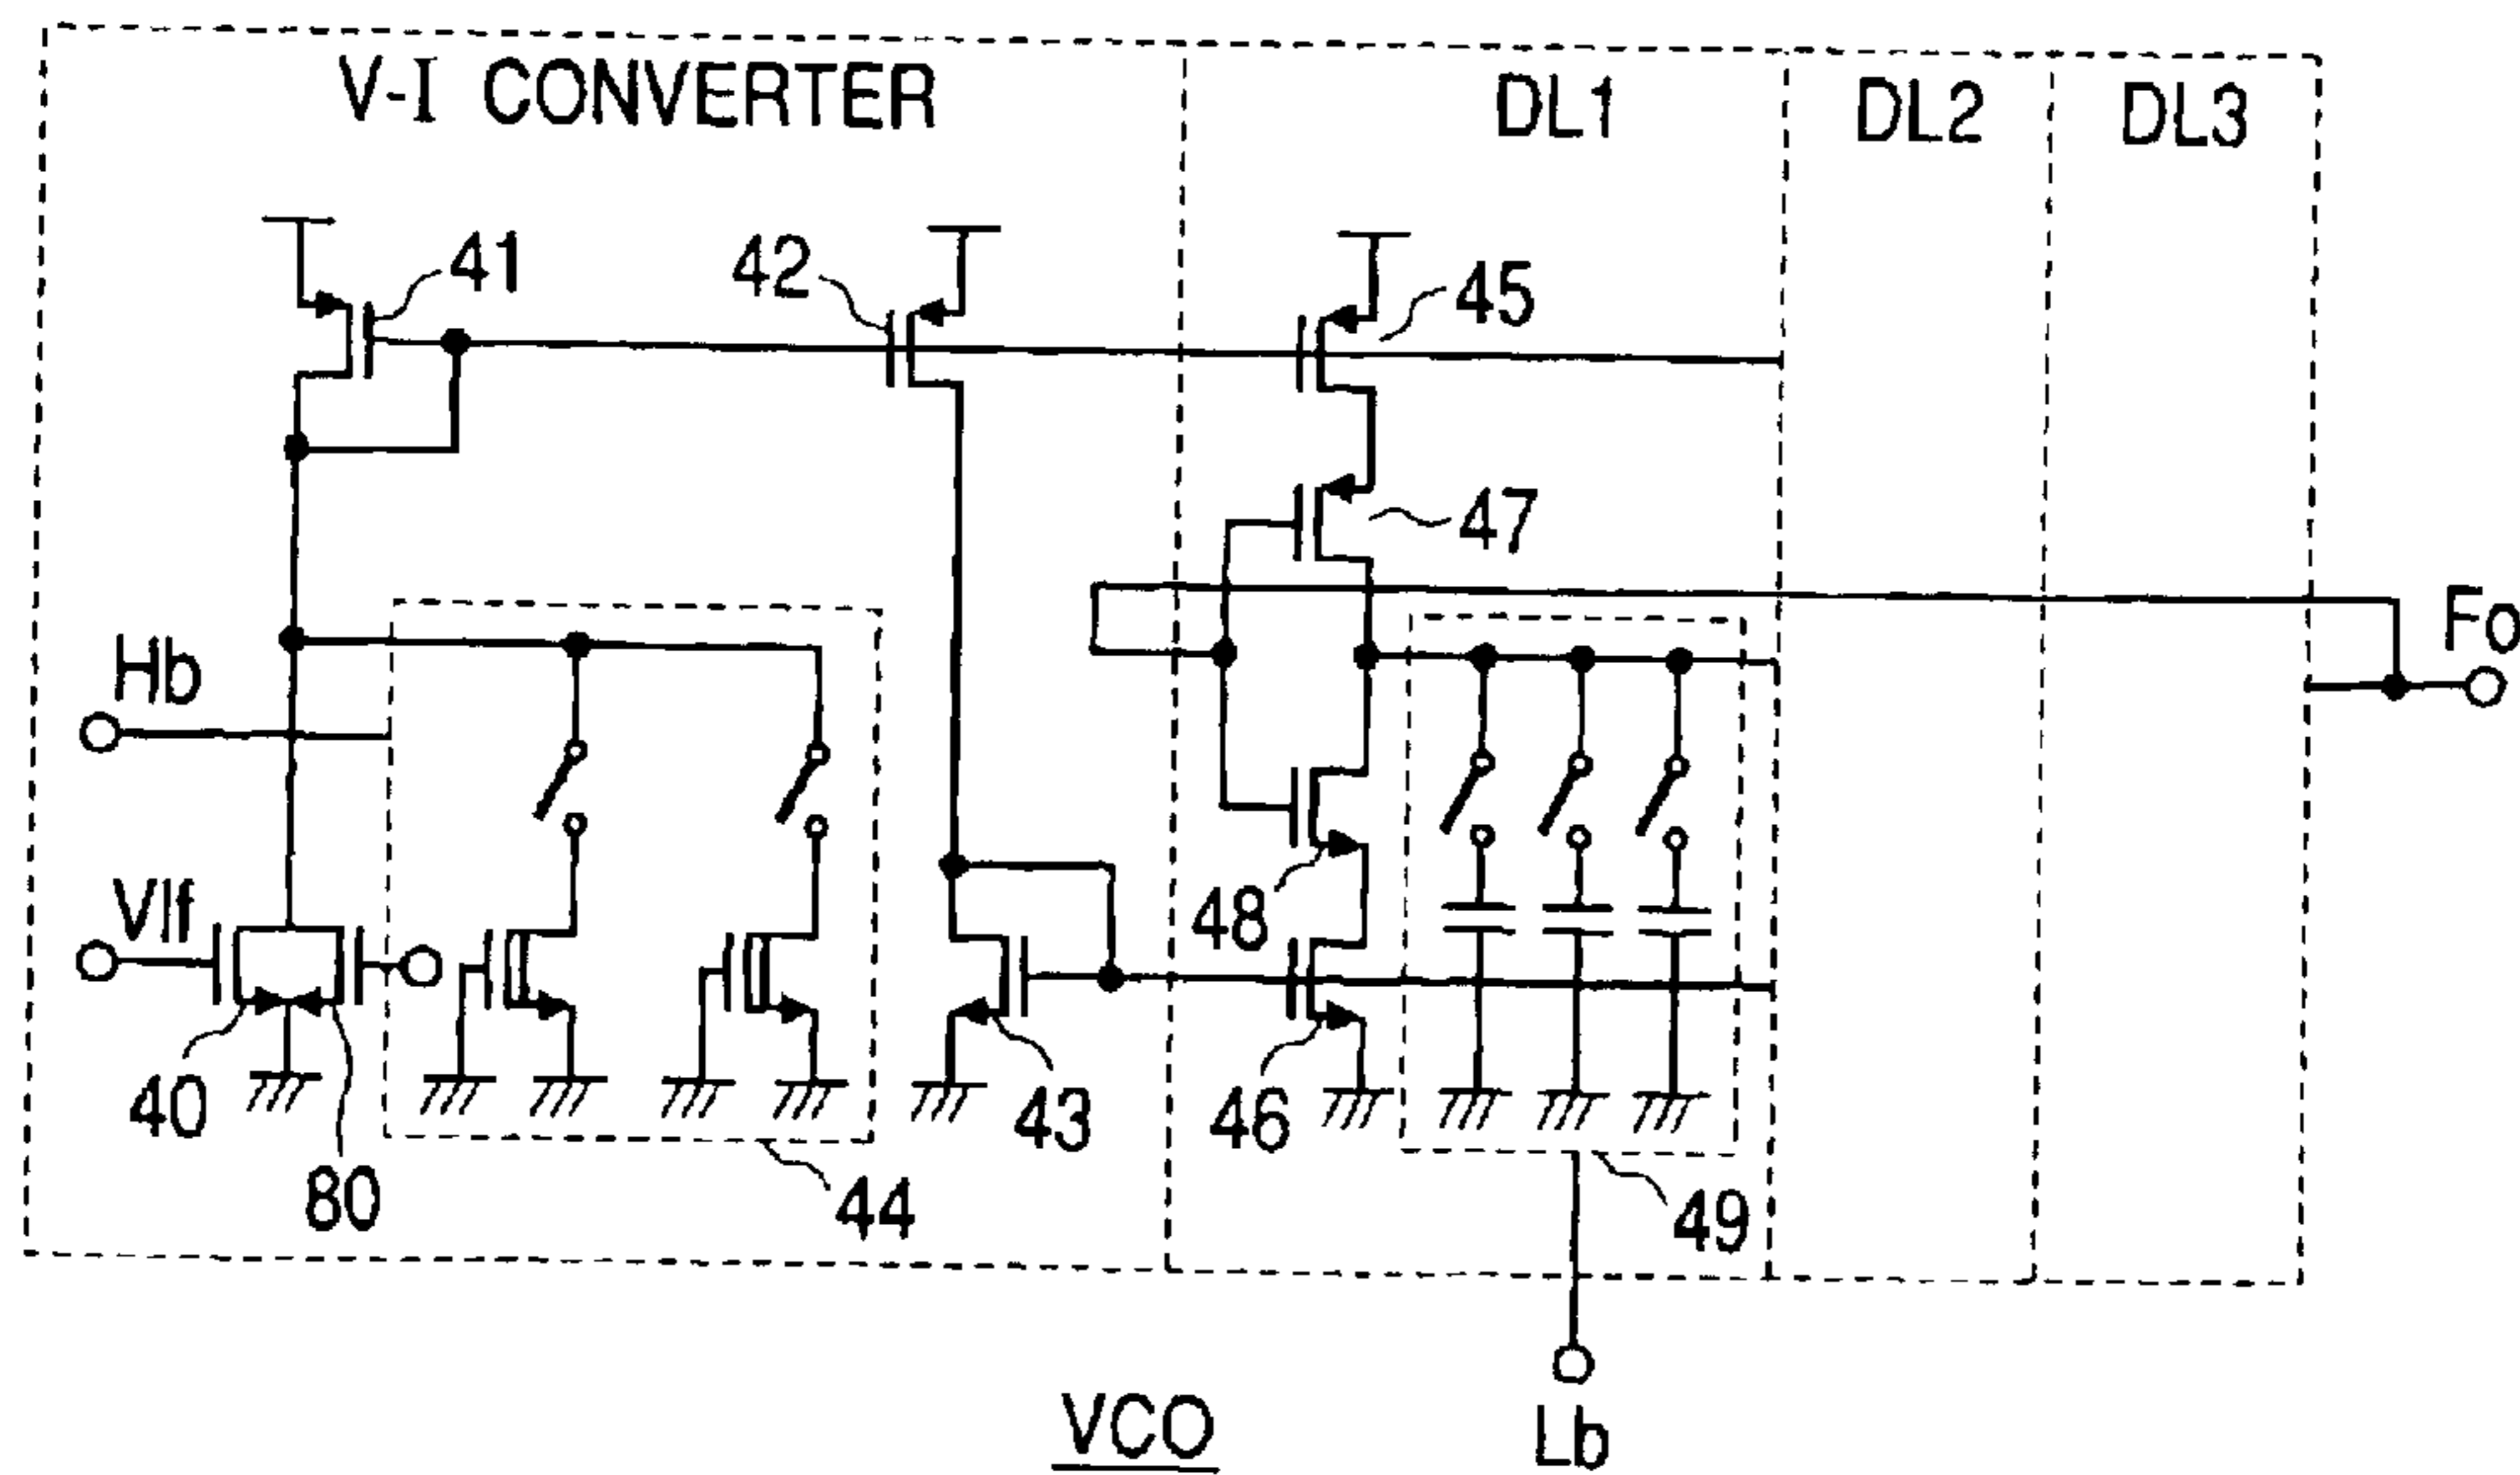 V-I CONVERTER
DL1
DL2
DL3
41
42
45
47
Fo
Hb
Vlf
48
40
43
46
80
44
49
Lb
VCO